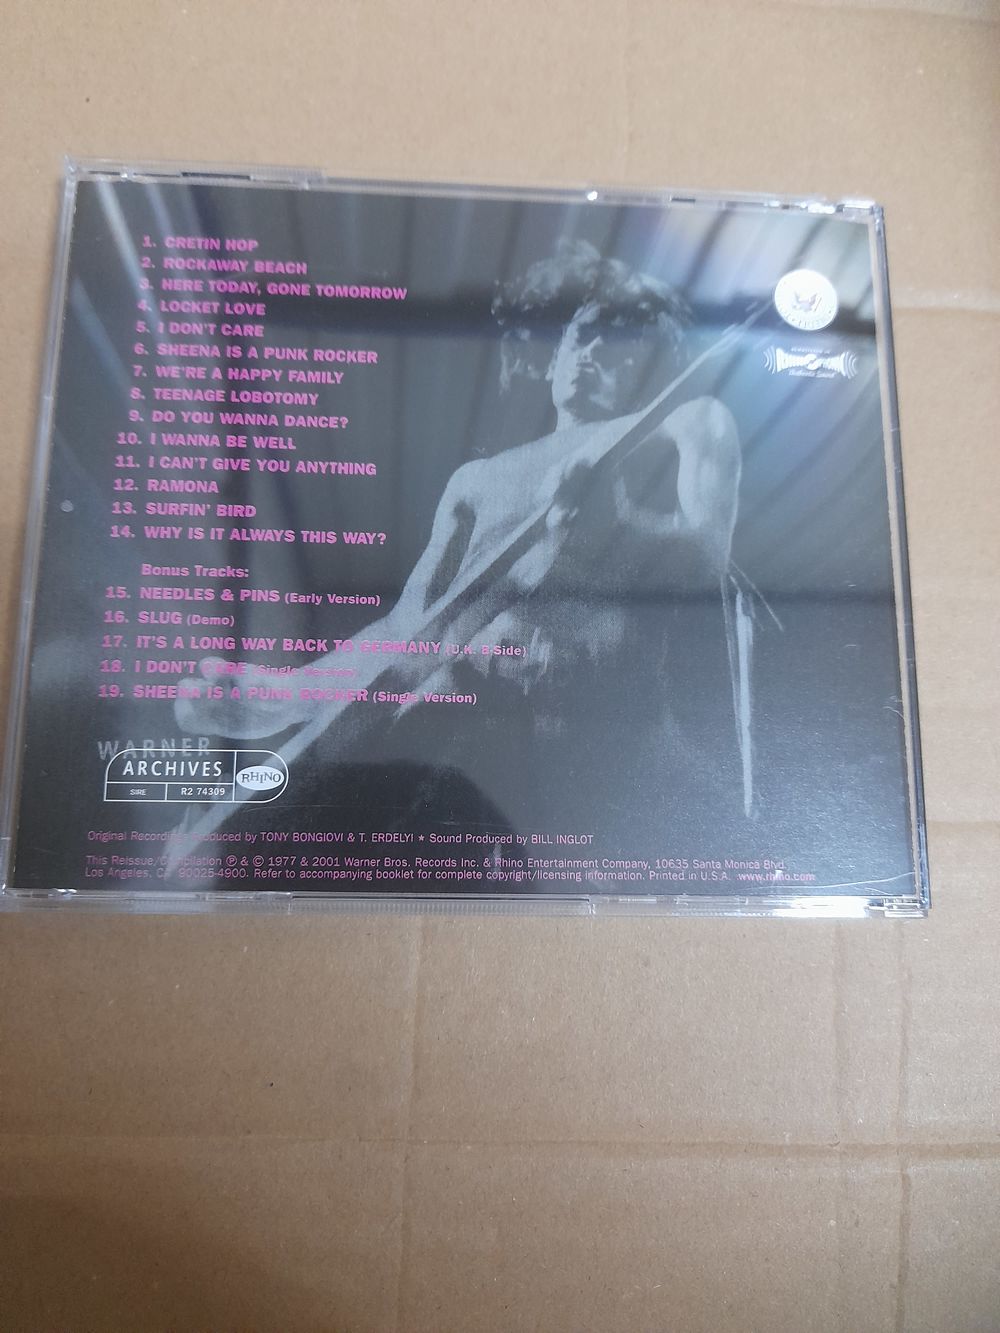 1. CRETIN HOP
2. ROCKAWAY BEACH
3. HERE TODAY, GONE TOMORROW
4. LOCKET LOVE
5. I DON'T CARE
6. SHEENA IS A PUNK ROCKER
7. WE'RE A HAPPY FAMILY
8. TEENAGE LOBOTOMY
9. DO YOU WANNA DANCE?
10. I WANNA BE WELL
11. I CAN'T GIVE YOU ANYTHING
12. RAMONA
13. SURFIN' BIRD
14. WHY IS IT ALWAYS THIS WAY?
Bonus Tracks:
15. NEEDLES & PINS (Early Version)
16. SLUG (Demo)
17. IT'S A LONG WAY BACK TO GERMANY (U.K. B-Side)
18. I DON'T CARE (Single Version)
19. SHEENA IS A PUNK ROCKER (Single Version)
WARNER
ARCHIVES
RHINO
SIRE R2 74309
Original Recordings Produced by TONY BONGIOVI & T. ERDELYI ★ Sound Produced by BILL INGLOT
This Reissue/Compilation ℗ & © 1977 & 2001 Warner Bros. Records Inc. & Rhino Entertainment Company, 10635 Santa Monica Blvd.,
Los Angeles, CA 90025-4900. Refer to accompanying booklet for complete copyright/licensing information. Printed in U.S.A. www.rhino.com